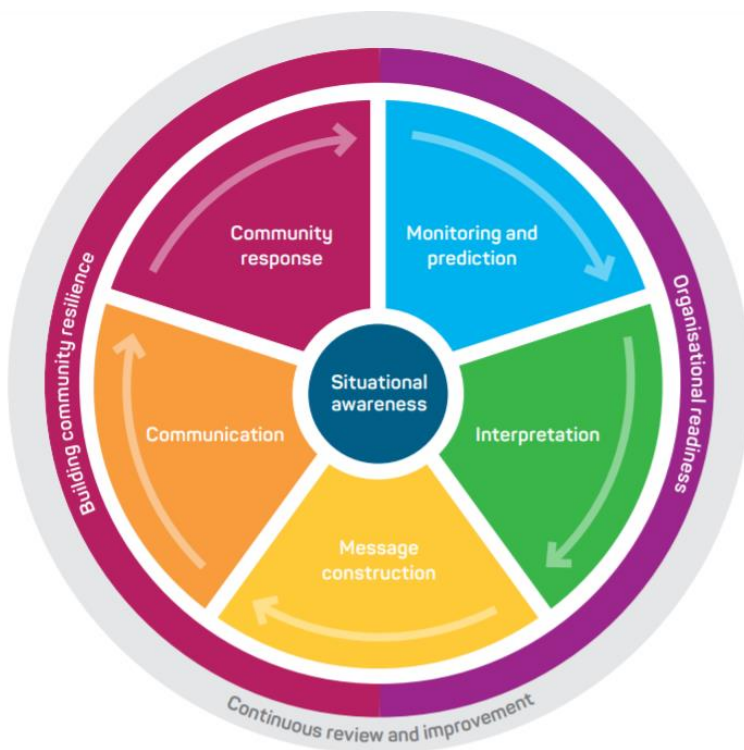 Community
response
Monitoring and
prediction
Building community resilience
Organisational readiness
Situational
awareness
Communication
Interpretation
Message
construction
Continuous review and improvement